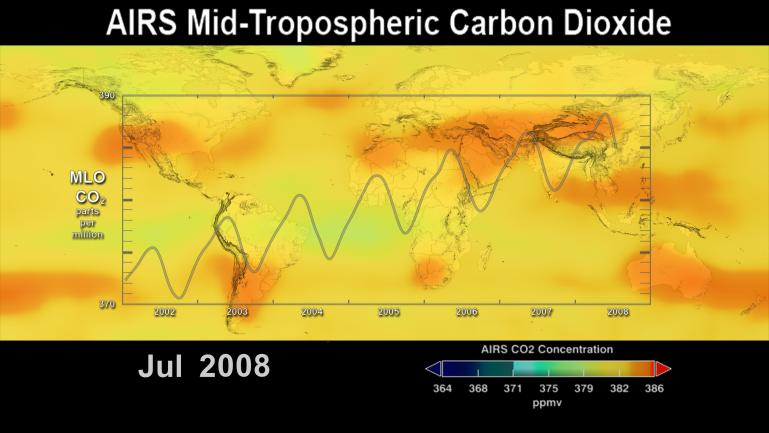 AIRS Mid-Tropospheric Carbon Dioxide
390
MLO
CO₂
parts
per
million
370
2002 2003 2004 2005 2006 2007 2008
Jul 2008
AIRS CO2 Concentration
364 368 371 375 379 382 386
ppmv